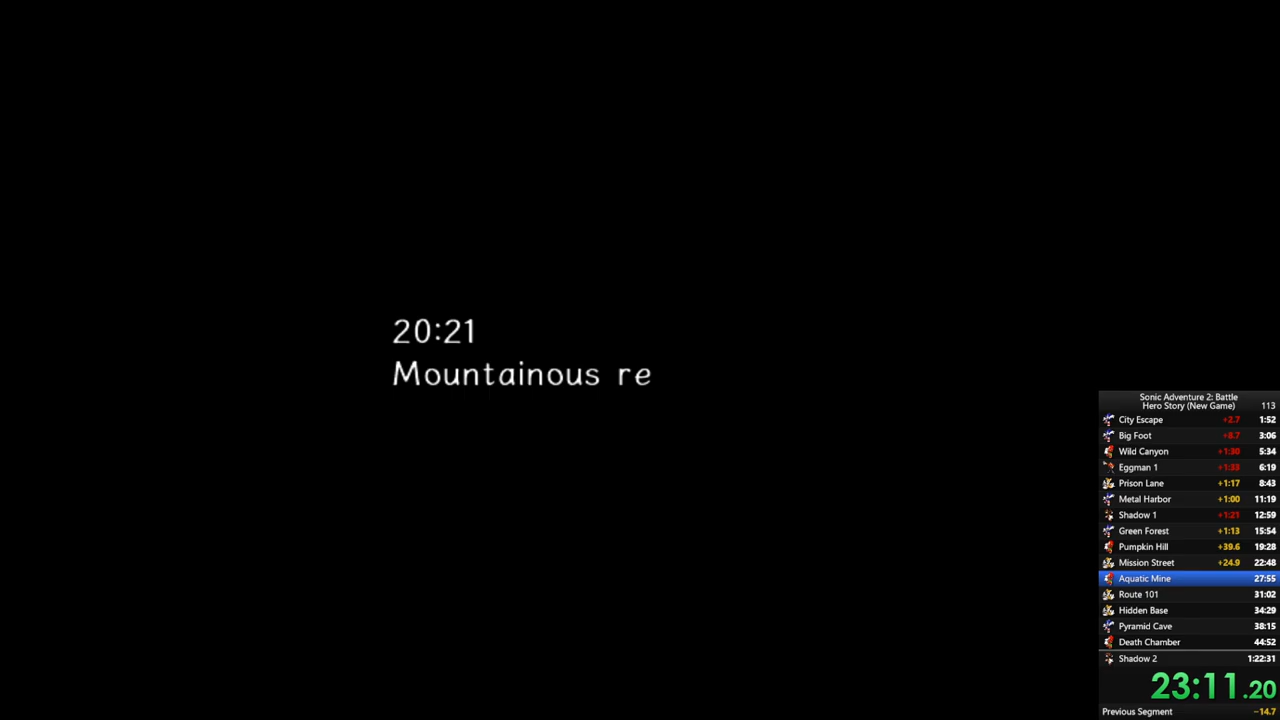 20:21
Mountainous re
Sonic Adventure 2: Battle
Hero Story (New Game) 113
City Escape +2.7 1:52
Big Foot +8.7 3:06
Wild Canyon +1:30 5:34
Eggman 1 +1:33 6:19
Prison Lane +1:17 8:43
Metal Harbor +1:00 11:19
Shadow 1 +1:21 12:59
Green Forest +1:13 15:54
Pumpkin Hill +39.6 19:28
Mission Street +24.9 22:48
Aquatic Mine 27:55
Route 101 31:02
Hidden Base 34:29
Pyramid Cave 38:15
Death Chamber 44:52
Shadow 2 1:22:31
23:11.20
Previous Segment −14.7